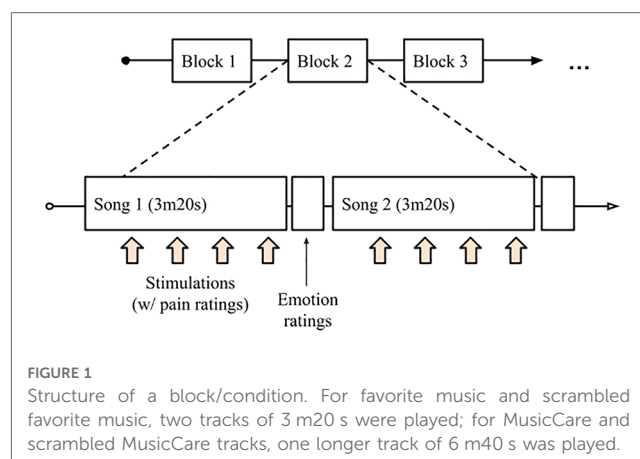 Block 1 Block 2 Block 3 ...
Song 1 (3m20s) Song 2 (3m20s)
Stimulations
(w/ pain ratings)
Emotion
ratings
FIGURE 1
Structure of a block/condition. For favorite music and scrambled
favorite music, two tracks of 3 m20 s were played; for MusicCare and
scrambled MusicCare tracks, one longer track of 6 m40 s was played.